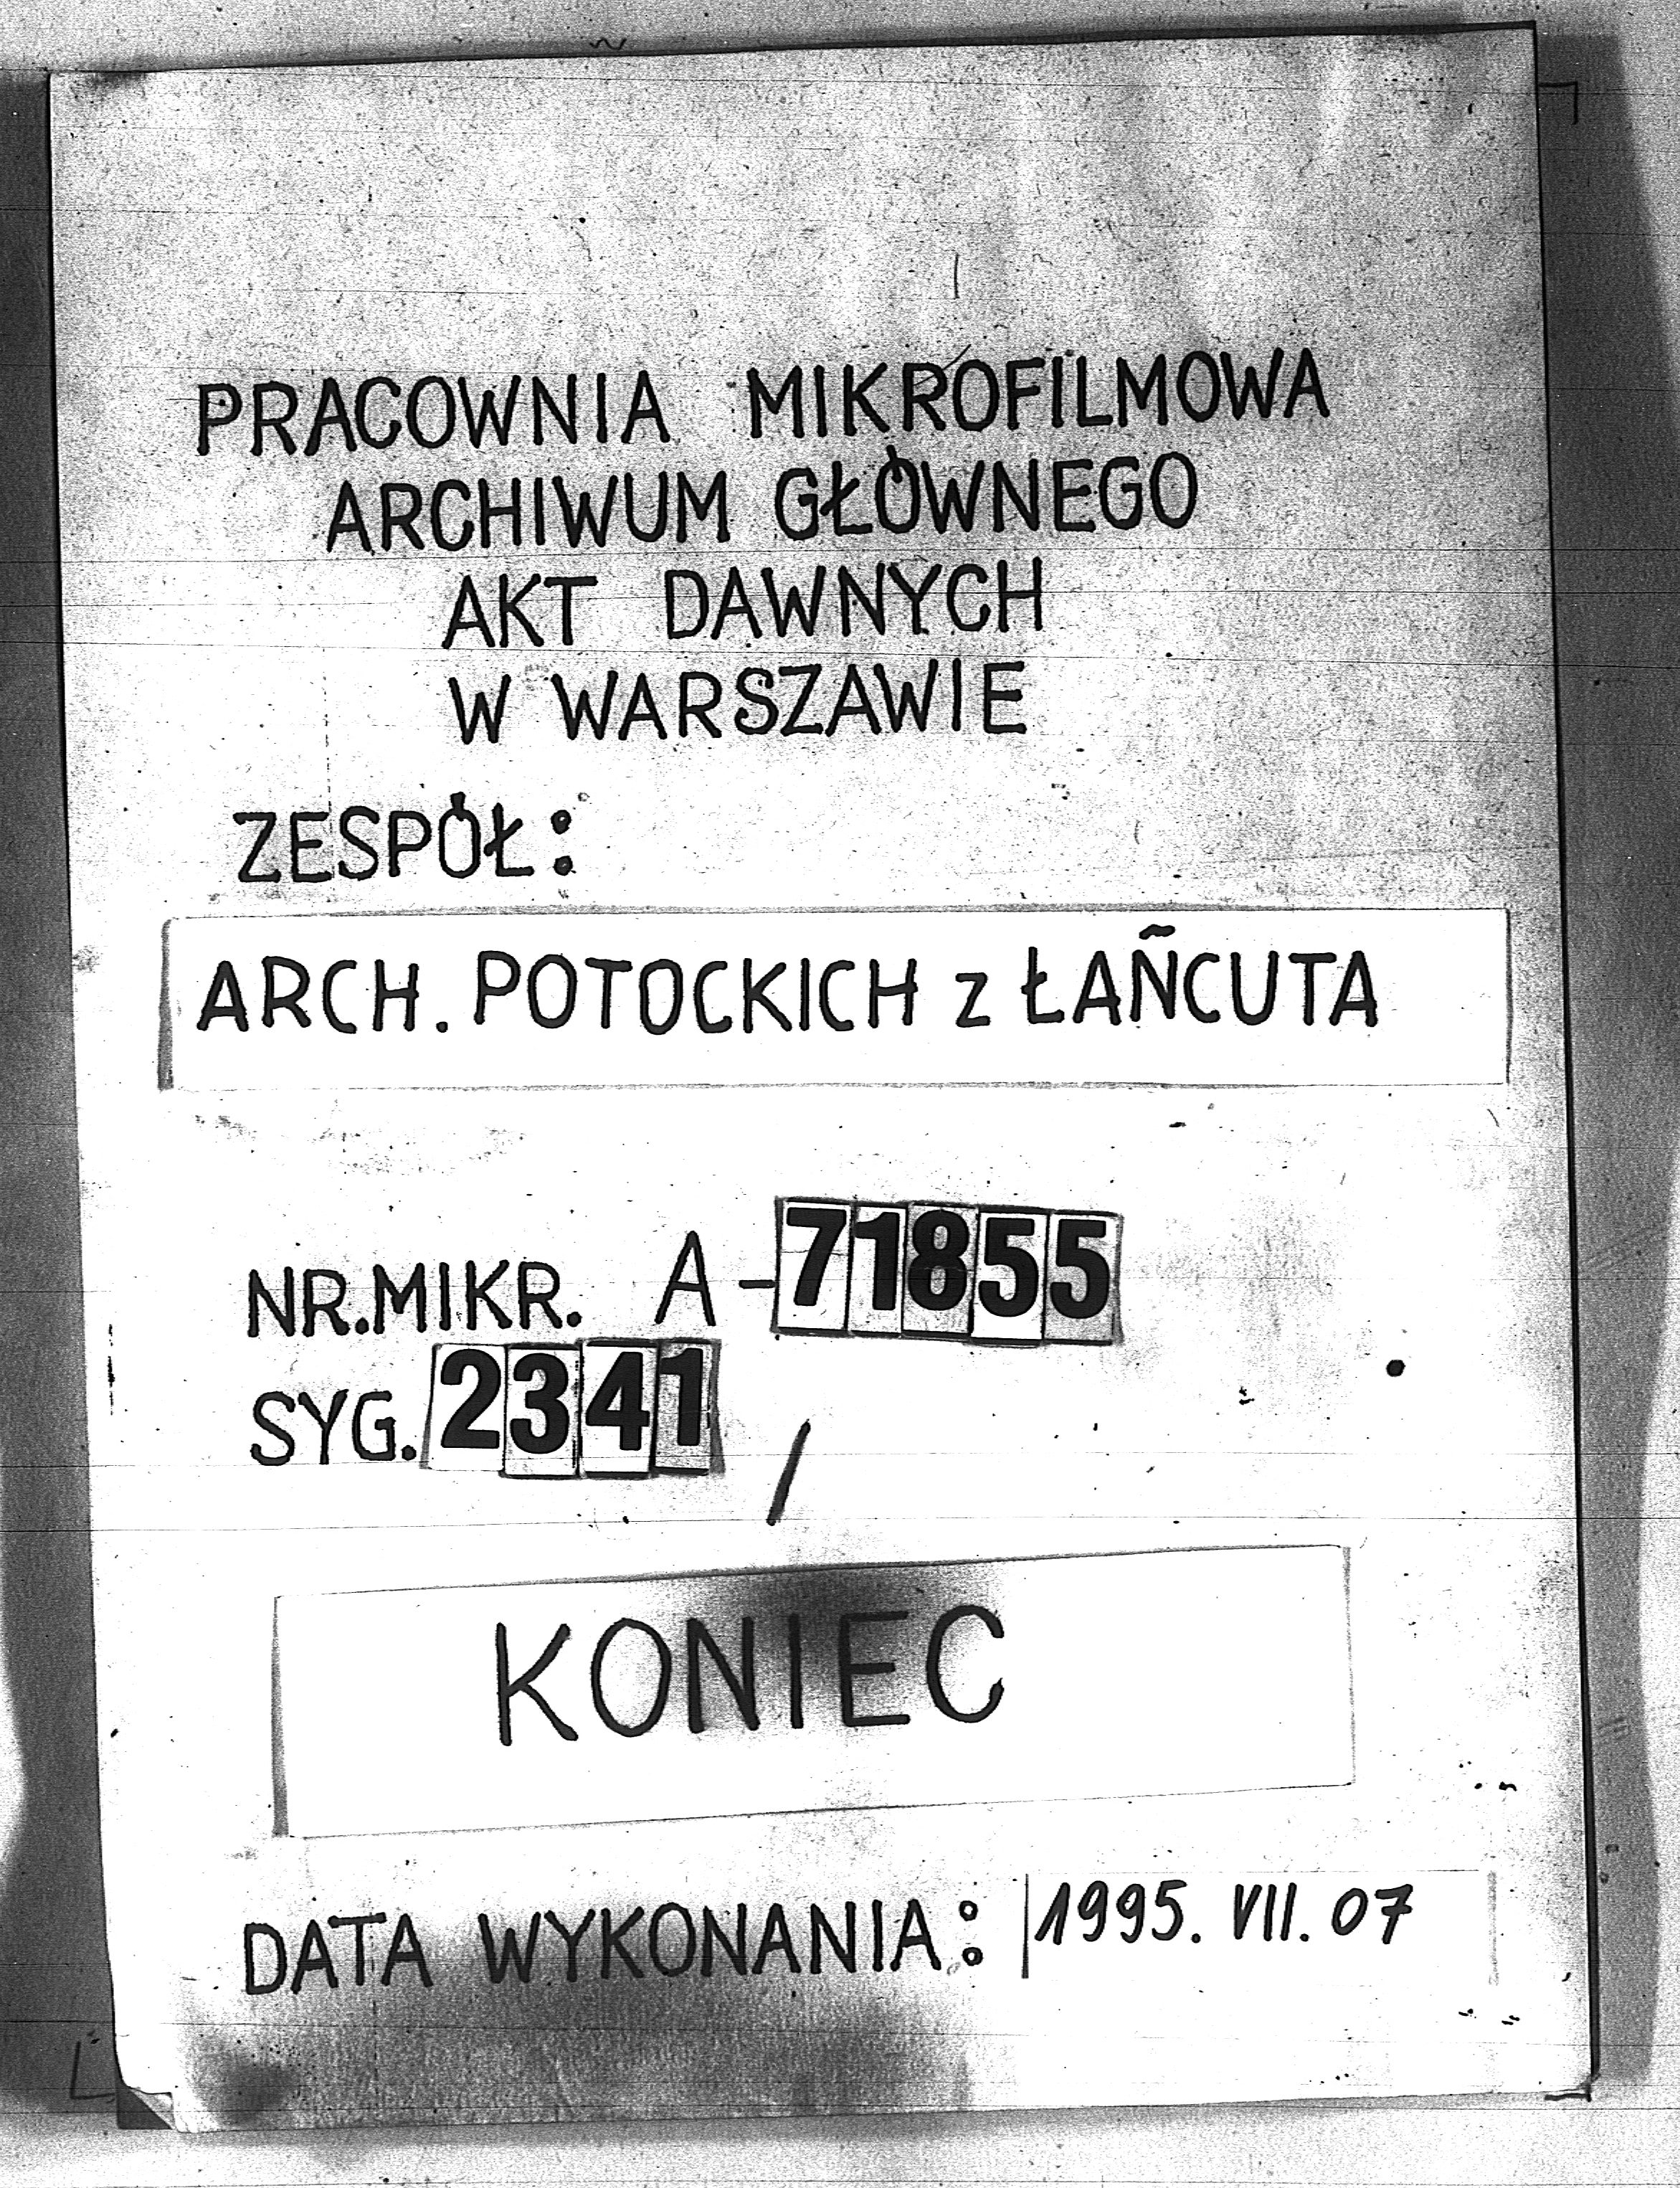 PRACOWNIA MIKROFILMOWA
ARCHIWUM GŁÓWNEGO
AKT DAWNYCH
W WARSZAWIE
ZESPÓŁ:
ARCH. POTOCKICH z ŁAŃCUTA
NR.MIKR. A-71855
SYG. 2341 /
KONIEC
DATA WYKONANIA: 1995. VII. 07